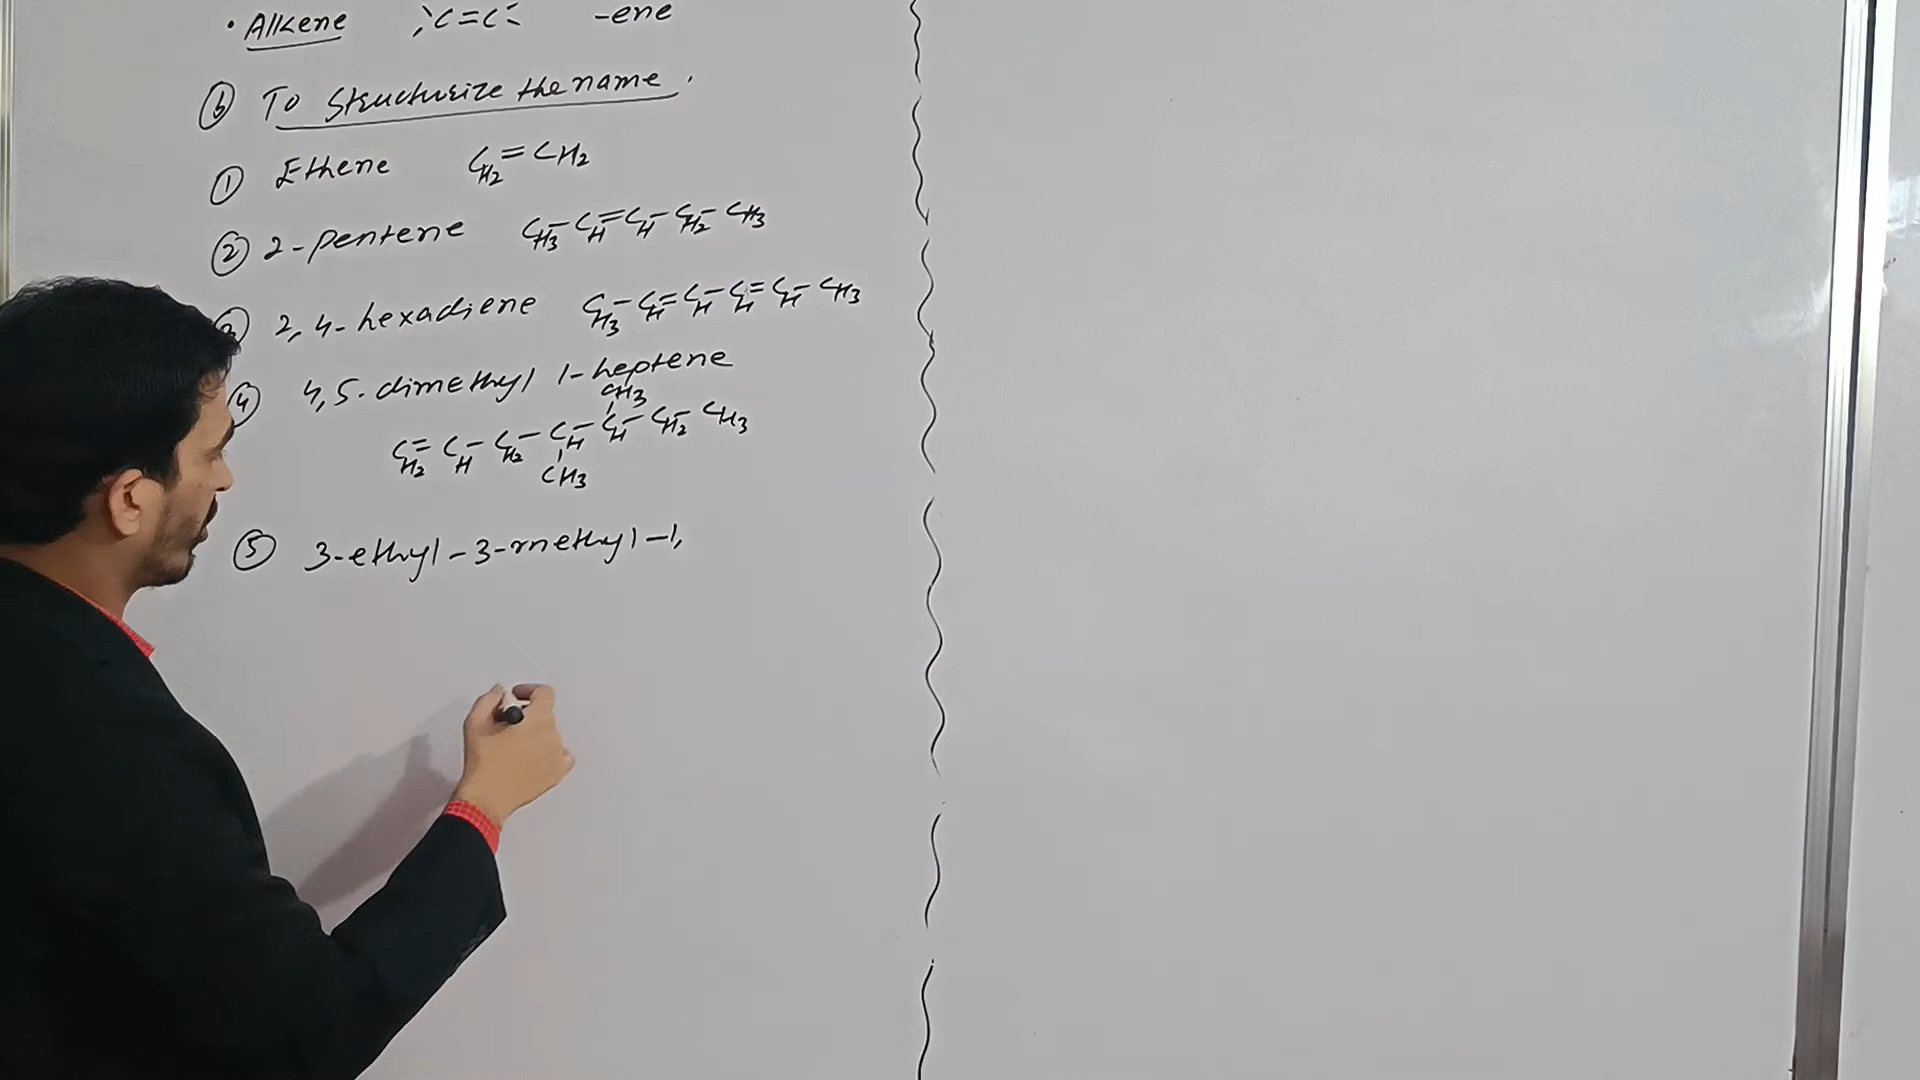 • Alkene  C=C  -ene
(b) To Structurize the name.
① Ethene  CH2=CH2
② 2-pentene  CH3-CH=CH-CH2-CH3
③ 2,4-hexadiene  CH3-CH=CH-CH=CH-CH3
④ 4,5-dimethyl 1-heptene
CH3
CH2=CH-CH2-CH-CH-CH2-CH3
CH3
⑤ 3-ethyl-3-methyl-1,